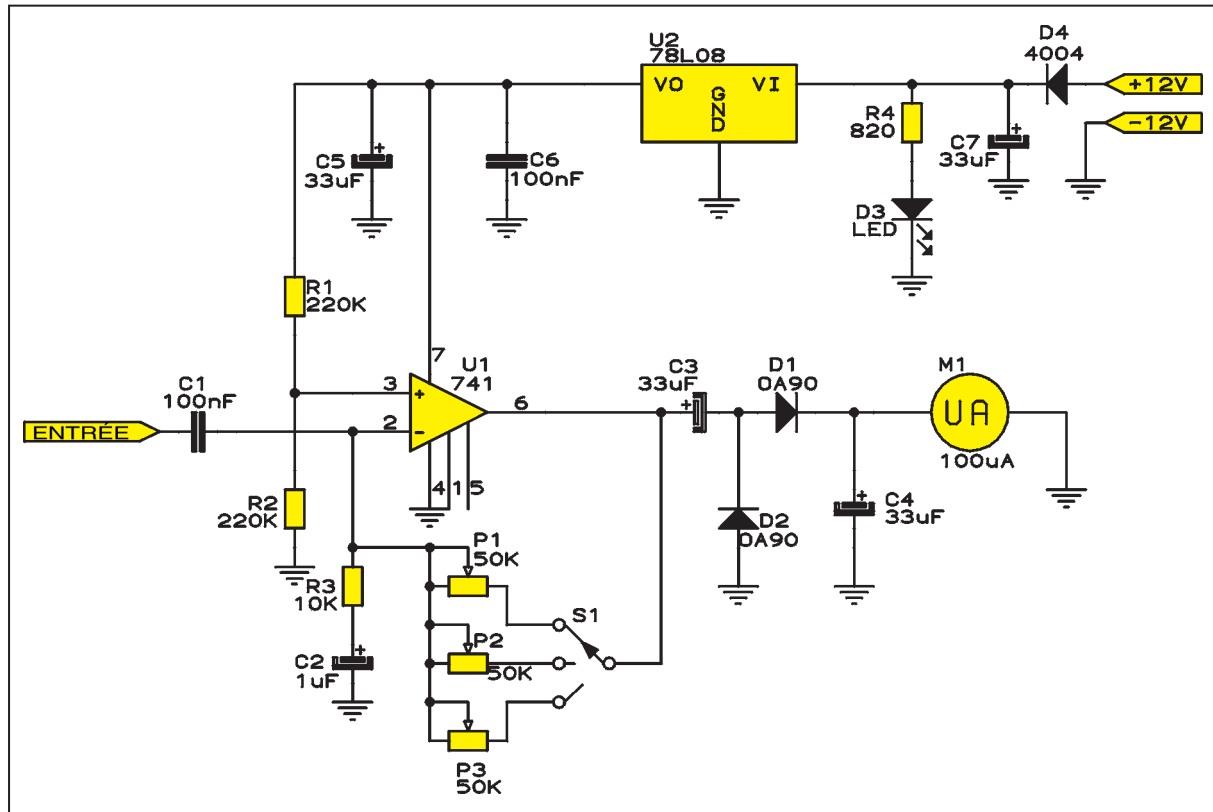 D4
4004
U2
78L08
VO
VI
GND
+12V
-12V
R4
820
C7
33uF
+
C5
33uF
+
C6
100nF
D3
LED
R1
220K
7
U1
741
C3
33uF
+
D1
OA90
M1
C1
100nF
3
+
6
ENTRÉE
2
-
UA
100uA
4
1
5
R2
220K
D2
OA90
C4
33uF
+
P1
50K
R3
10K
S1
P2
50K
C2
1uF
+
P3
50K